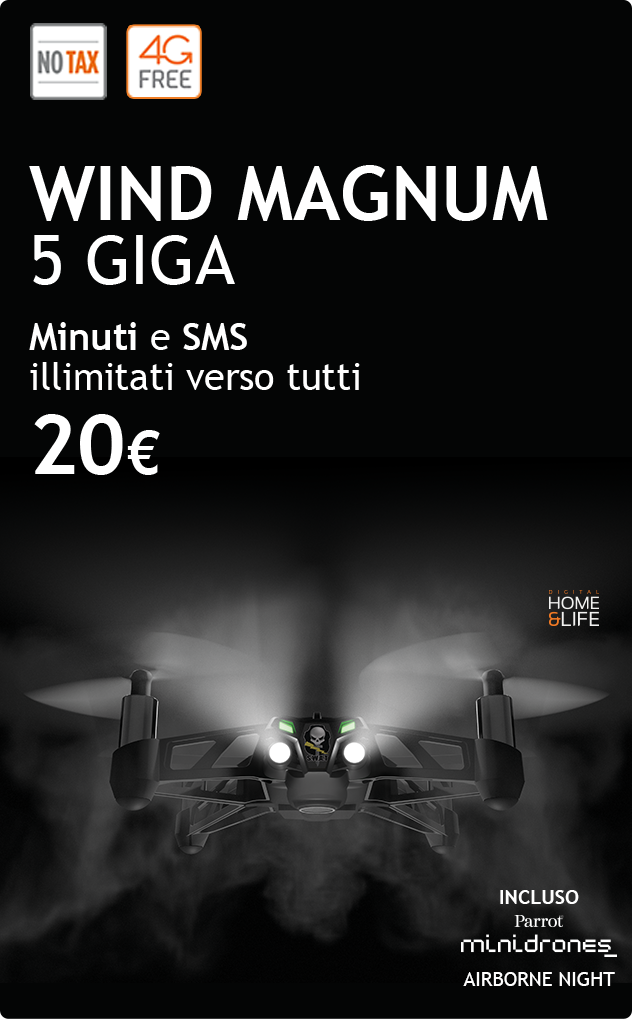 NO TAX
4G
FREE
WIND MAGNUM
5 GIGA
Minuti e SMS
illimitati verso tutti
20€
DIGITAL
HOME
&LIFE
INCLUSO
Parrot
minidrones_
AIRBORNE NIGHT